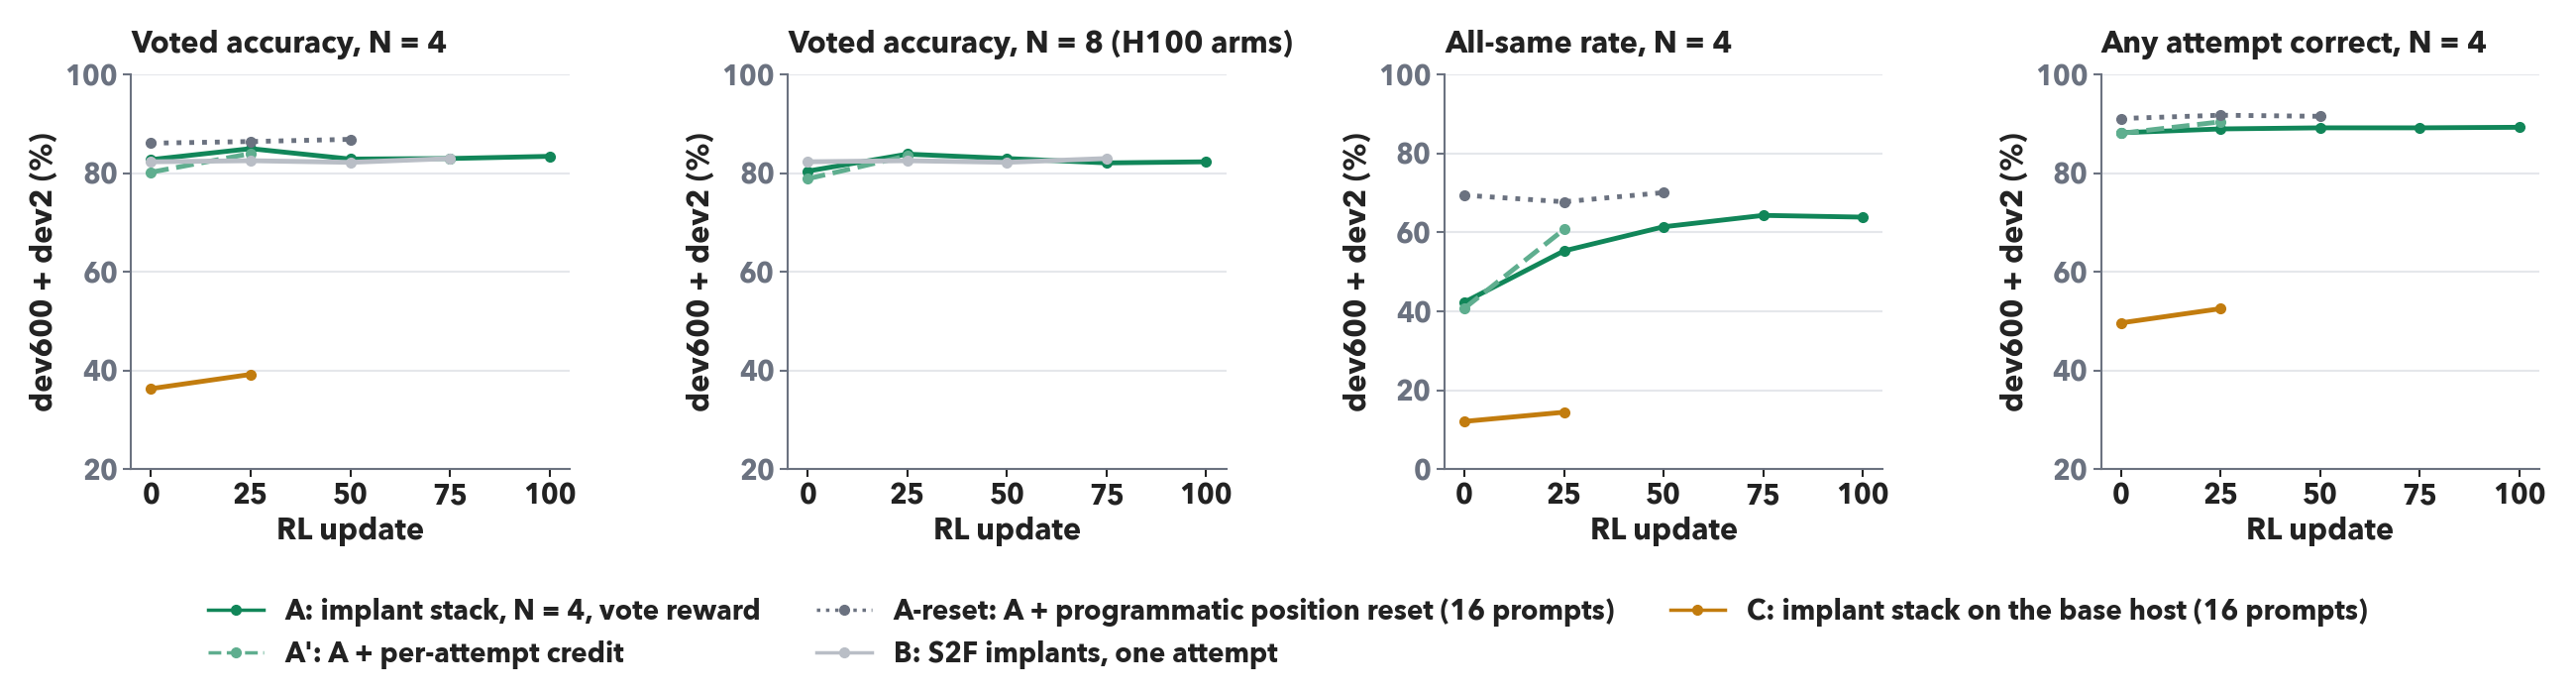 Voted accuracy, N = 4
100
80
60
40
20
0 25 50 75 100
RL update
dev600 + dev2 (%)
Voted accuracy, N = 8 (H100 arms)
100
80
60
40
20
0 25 50 75 100
RL update
dev600 + dev2 (%)
All-same rate, N = 4
100
80
60
40
20
0
0 25 50 75 100
RL update
dev600 + dev2 (%)
Any attempt correct, N = 4
100
80
60
40
20
0 25 50 75 100
RL update
dev600 + dev2 (%)
A: implant stack, N = 4, vote reward
A': A + per-attempt credit
A-reset: A + programmatic position reset (16 prompts)
B: S2F implants, one attempt
C: implant stack on the base host (16 prompts)